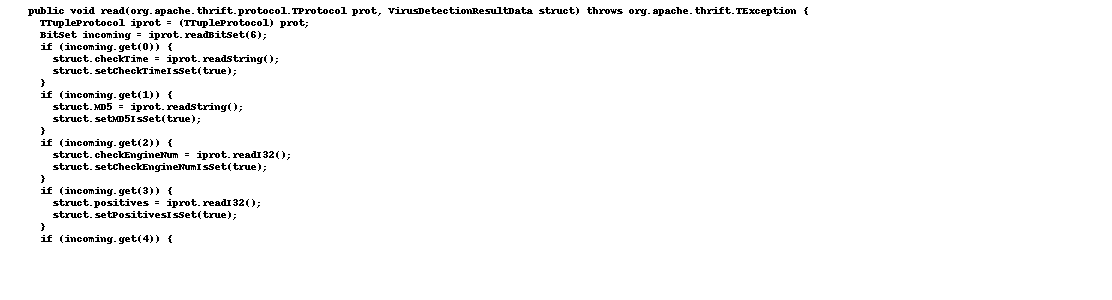 public void read(org.apache.thrift.protocol.TProtocol prot, VirusDetectionResultData struct) throws org.apache.thrift.TException {
  TTupleProtocol iprot = (TTupleProtocol) prot;
  BitSet incoming = iprot.readBitSet(6);
  if (incoming.get(0)) {
    struct.checkTime = iprot.readString();
    struct.setCheckTimeIsSet(true);
  }
  if (incoming.get(1)) {
    struct.MD5 = iprot.readString();
    struct.setMD5IsSet(true);
  }
  if (incoming.get(2)) {
    struct.checkEngineNum = iprot.readI32();
    struct.setCheckEngineNumIsSet(true);
  }
  if (incoming.get(3)) {
    struct.positives = iprot.readI32();
    struct.setPositivesIsSet(true);
  }
  if (incoming.get(4)) {